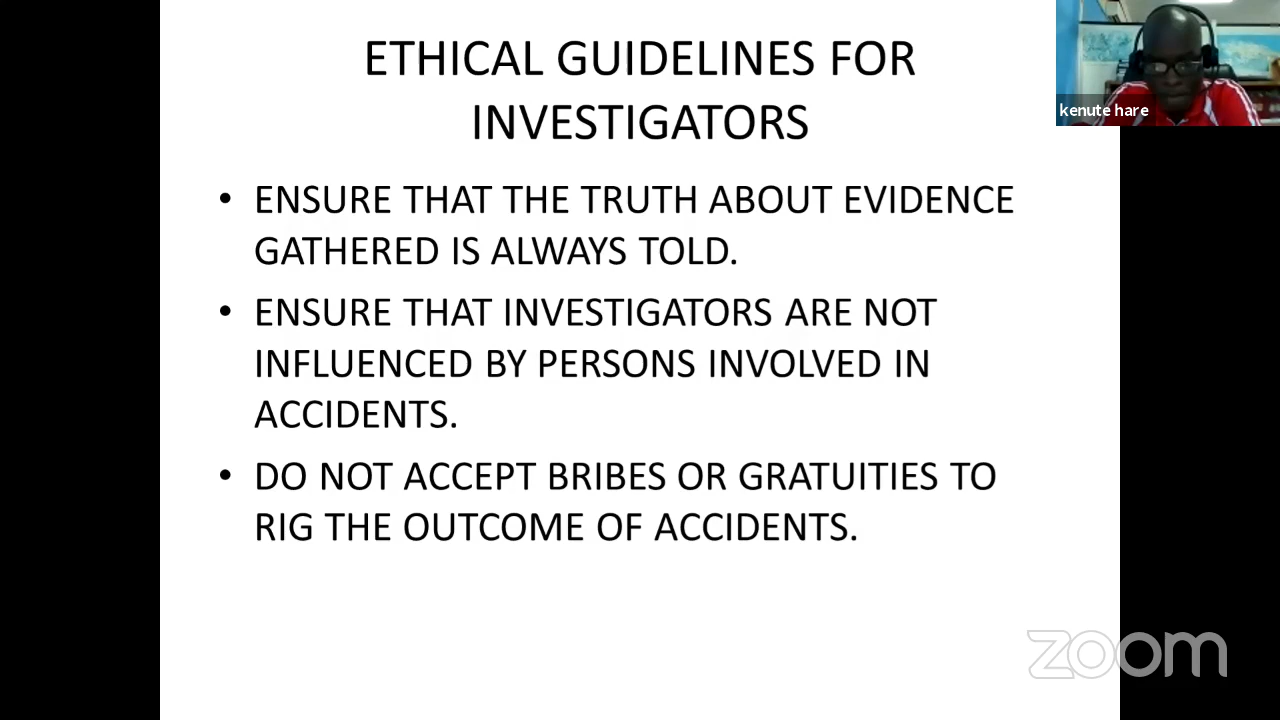 ETHICAL GUIDELINES FOR
INVESTIGATORS
• ENSURE THAT THE TRUTH ABOUT EVIDENCE
GATHERED IS ALWAYS TOLD.
• ENSURE THAT INVESTIGATORS ARE NOT
INFLUENCED BY PERSONS INVOLVED IN
ACCIDENTS.
• DO NOT ACCEPT BRIBES OR GRATUITIES TO
RIG THE OUTCOME OF ACCIDENTS.
kenute hare
zoom